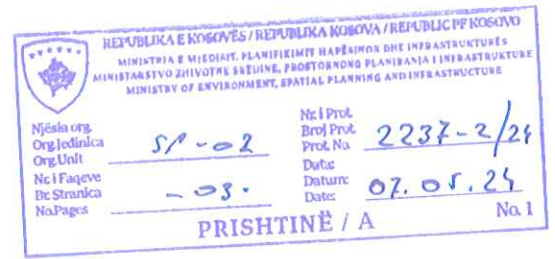 REPUBLIKA E KOSOVËS / REPUBLIKA KOSOVA / REPUBLIC OF KOSOVO
MINISTRIA E MJEDISIT, PLANIFIKIMIT HAPËSINOR DHE INFRASTRUKTURËS
MINISTARSTVO ŽIVOTNE SREDINE, PROSTORNONG PLANIRANJA I INFRASTRUKTURE
MINISTRY OF ENVIRONMENT, SPATIAL PLANNING AND INFRASTRUCTURE
Njësia org.
Org.Jedinica
Org.Unit
SP-02
Nr. i Prot.
Broj Prot.
Prot. No.
2237-2/24
Nr. i Faqeve
Br. Stranica
No.Pages
-03.
Data:
Datum:
Date:
07.05.24
PRISHTINË / A
No. 1